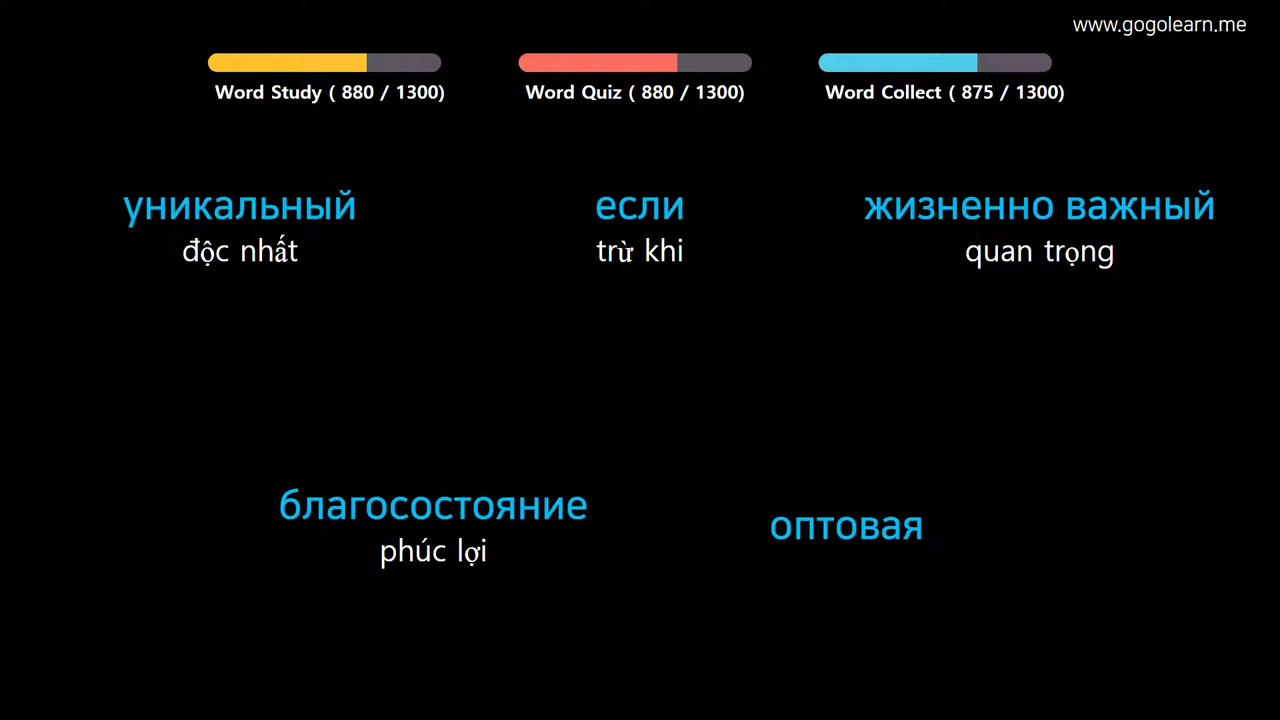 www.gogolearn.me
Word Study ( 880 / 1300)
Word Quiz ( 880 / 1300)
Word Collect ( 875 / 1300)
уникальный
độc nhất
если
trừ khi
жизненно важный
quan trọng
благосостояние
phúc lợi
оптовая